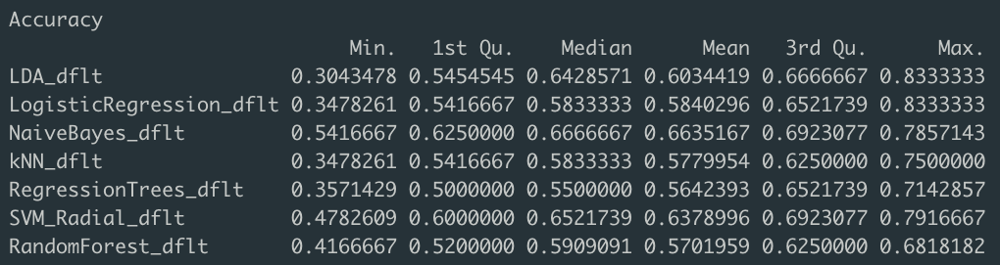 Accuracy
Min. 1st Qu. Median Mean 3rd Qu. Max.
LDA_dflt 0.3043478 0.5454545 0.6428571 0.6034419 0.6666667 0.8333333
LogisticRegression_dflt 0.3478261 0.5416667 0.5833333 0.5840296 0.6521739 0.8333333
NaiveBayes_dflt 0.5416667 0.6250000 0.6666667 0.6635167 0.6923077 0.7857143
kNN_dflt 0.3478261 0.5416667 0.5833333 0.5779954 0.6250000 0.7500000
RegressionTrees_dflt 0.3571429 0.5000000 0.5500000 0.5642393 0.6521739 0.7142857
SVM_Radial_dflt 0.4782609 0.6000000 0.6521739 0.6378996 0.6923077 0.7916667
RandomForest_dflt 0.4166667 0.5200000 0.5909091 0.5701959 0.6250000 0.6818182